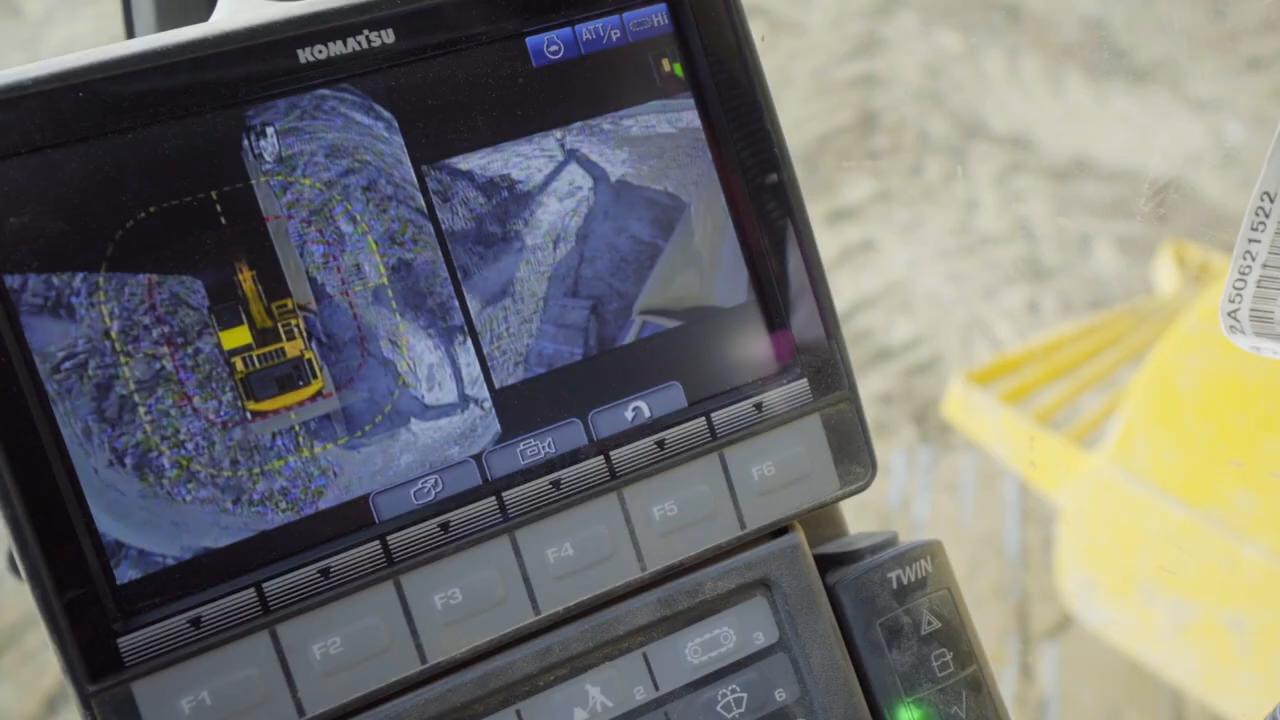 KOMATSU
ATT/P
Hi
2A50621522
F1
F2
F3
F4
F5
F6
TWIN
3
2
6